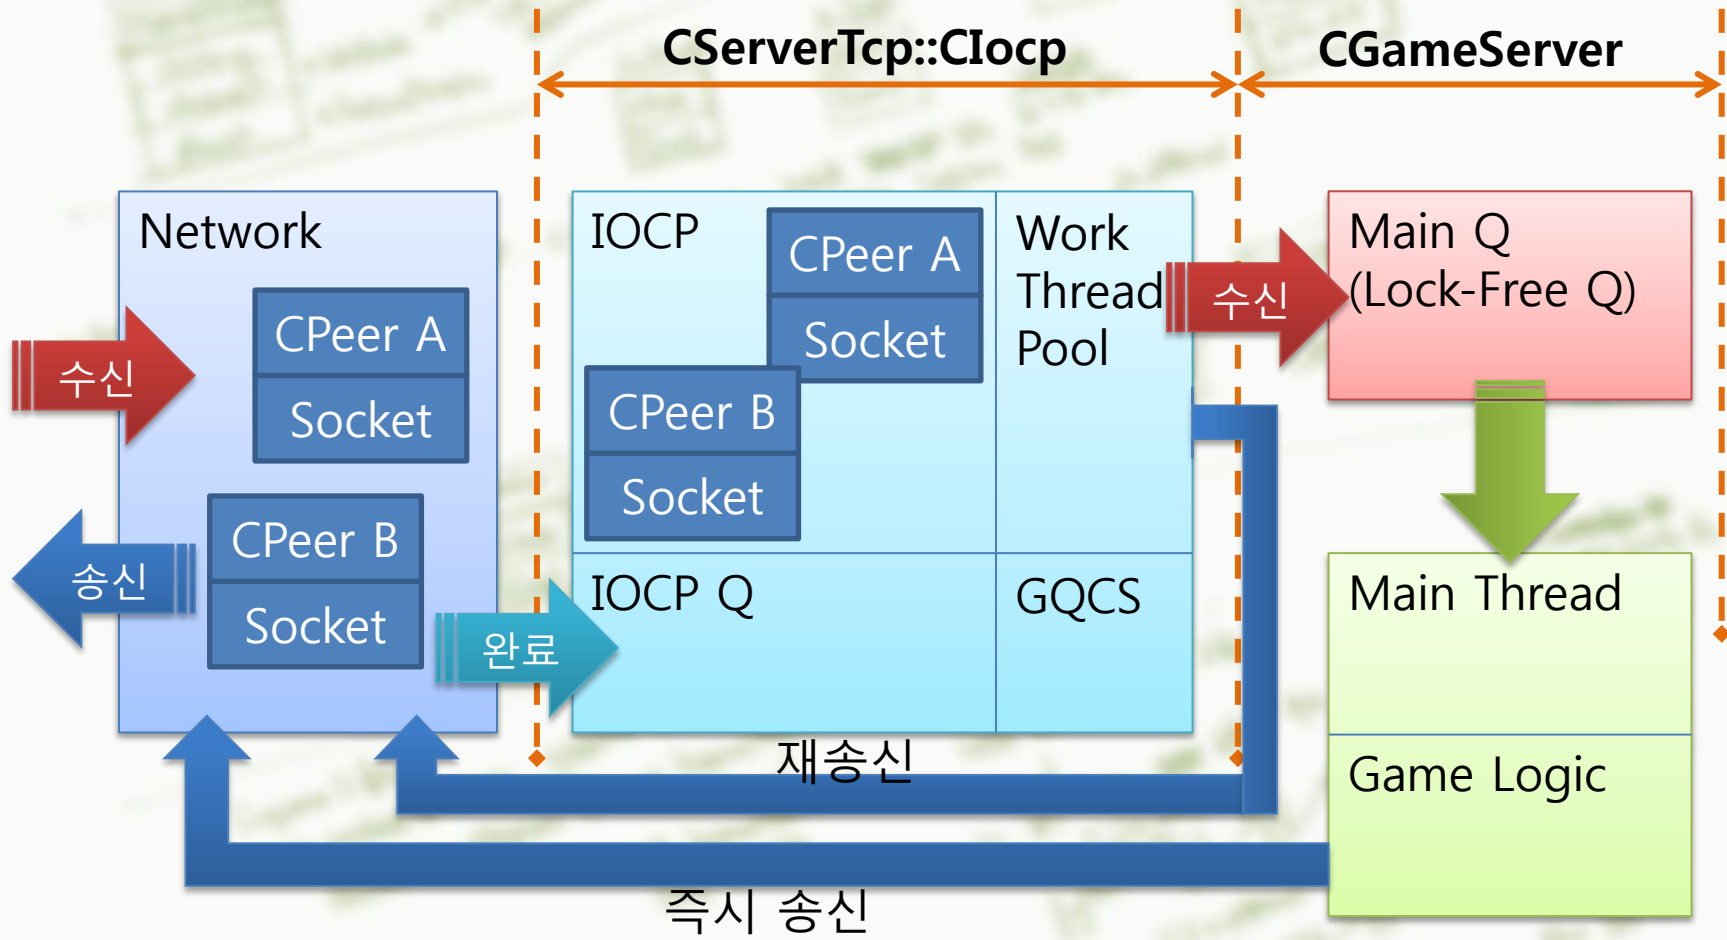 CServerTcp::CIocp
CGameServer
Network
CPeer A
Socket
CPeer B
Socket
수신
송신
완료
IOCP
CPeer A
Socket
CPeer B
Socket
Work
Thread
Pool
IOCP Q
GQCS
수신
Main Q
(Lock-Free Q)
Main Thread
Game Logic
재송신
즉시 송신